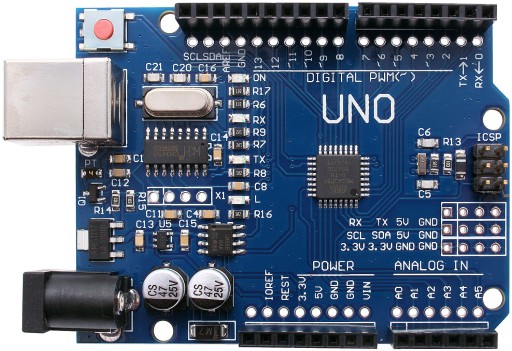 SCL SDA AREF GND 13 12 ~11 ~10 ~9 8 7 ~6 ~5 4 ~3 2 TX→1 RX←0
DIGITAL PWM(~)
UNO
C21 C20 C16
ON
R17
R6
RX
R9
R7
TX
R8
C8
L
R16
C14
X1
PT
C12
D1
R14
R15
C11 C4
C13 U5 C15
CS
47
25V
CS
47
25V
M7
C6 R13
C5
ICSP
RX TX 5V GND
SCL SDA 5V GND
3.3V 3.3V GND GND
POWER
ANALOG IN
IOREF REST 3.3V 5V GND GND VIN
A0 A1 A2 A3 A4 A5